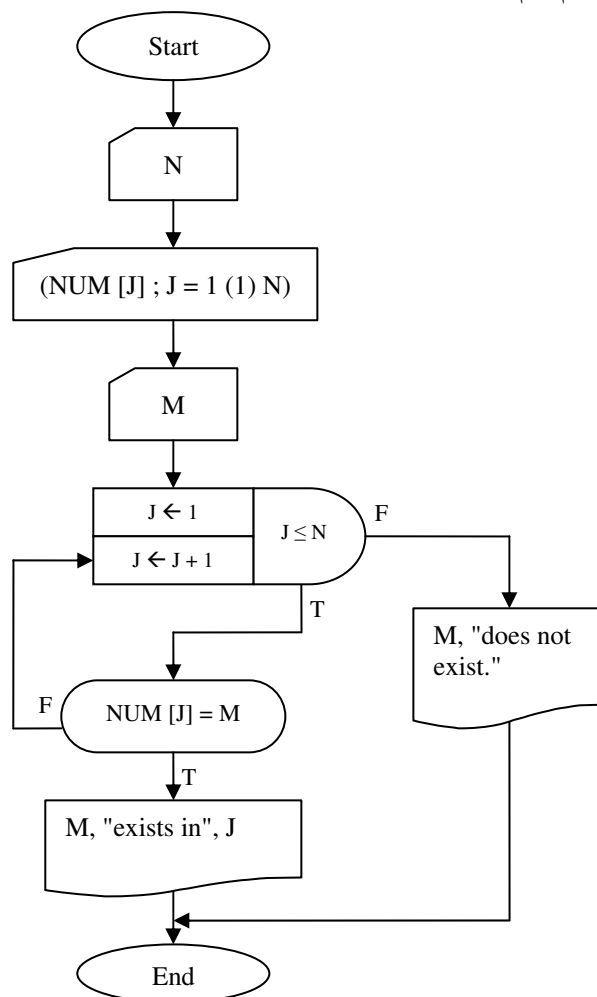 Start
N
(NUM [J] ; J = 1 (1) N)
M
J ← 1
J ← J + 1
J ≤ N
F
T
M, "does not
exist."
F
NUM [J] = M
T
M, "exists in", J
End